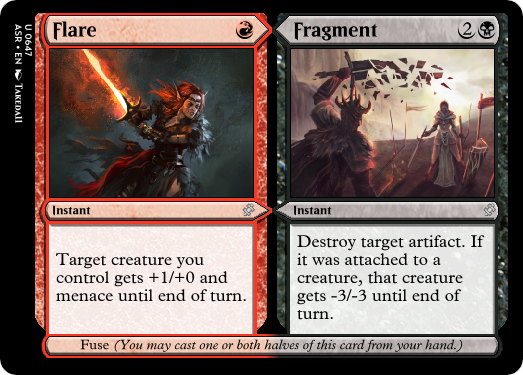 U 0647
ASR • EN TAKEDA11
Flare
Instant
Target creature you
control gets +1/+0 and
menace until end of turn.
Fragment
2
Instant
Destroy target artifact. If
it was attached to a
creature, that creature
gets -3/-3 until end of
turn.
Fuse (You may cast one or both halves of this card from your hand.)